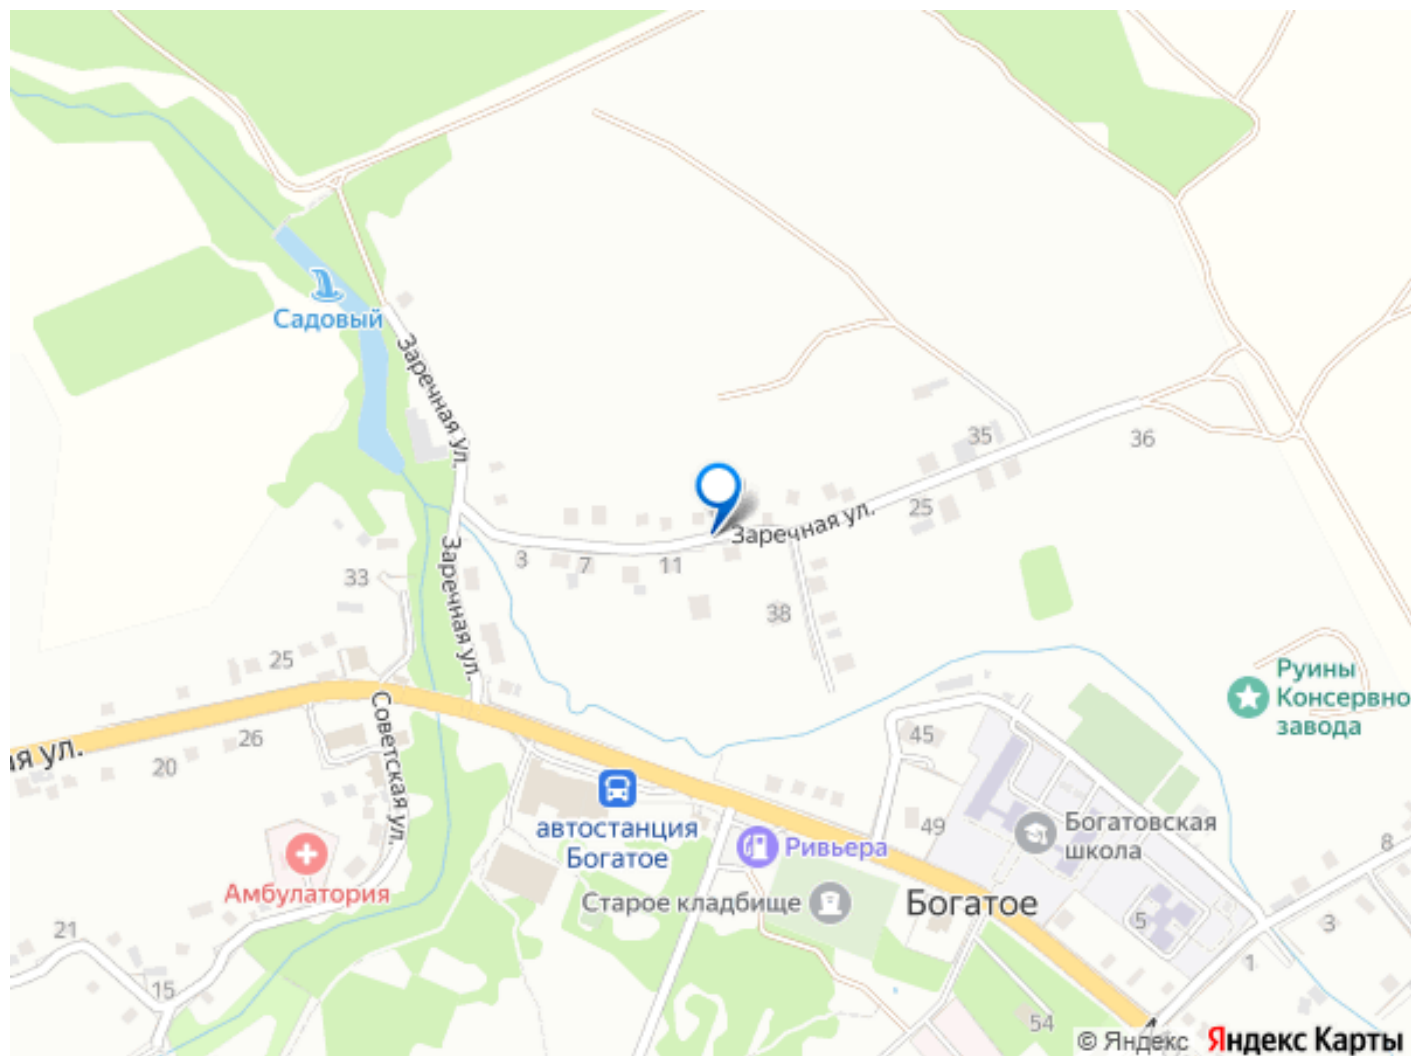 Садовый
Заречная ул.
35
36
25
Заречная ул.
3
7
11
Заречная ул.
33
38
25
Руины
Консервно
завода
Советская ул.
26
45
ая ул.
20
автостанция
Богатое
Ривьера
49
Богатовская
школа
8
Амбулатория
Старое кладбище
Богатое
5
3
21
1
15
54
© Яндекс
Яндекс Карты